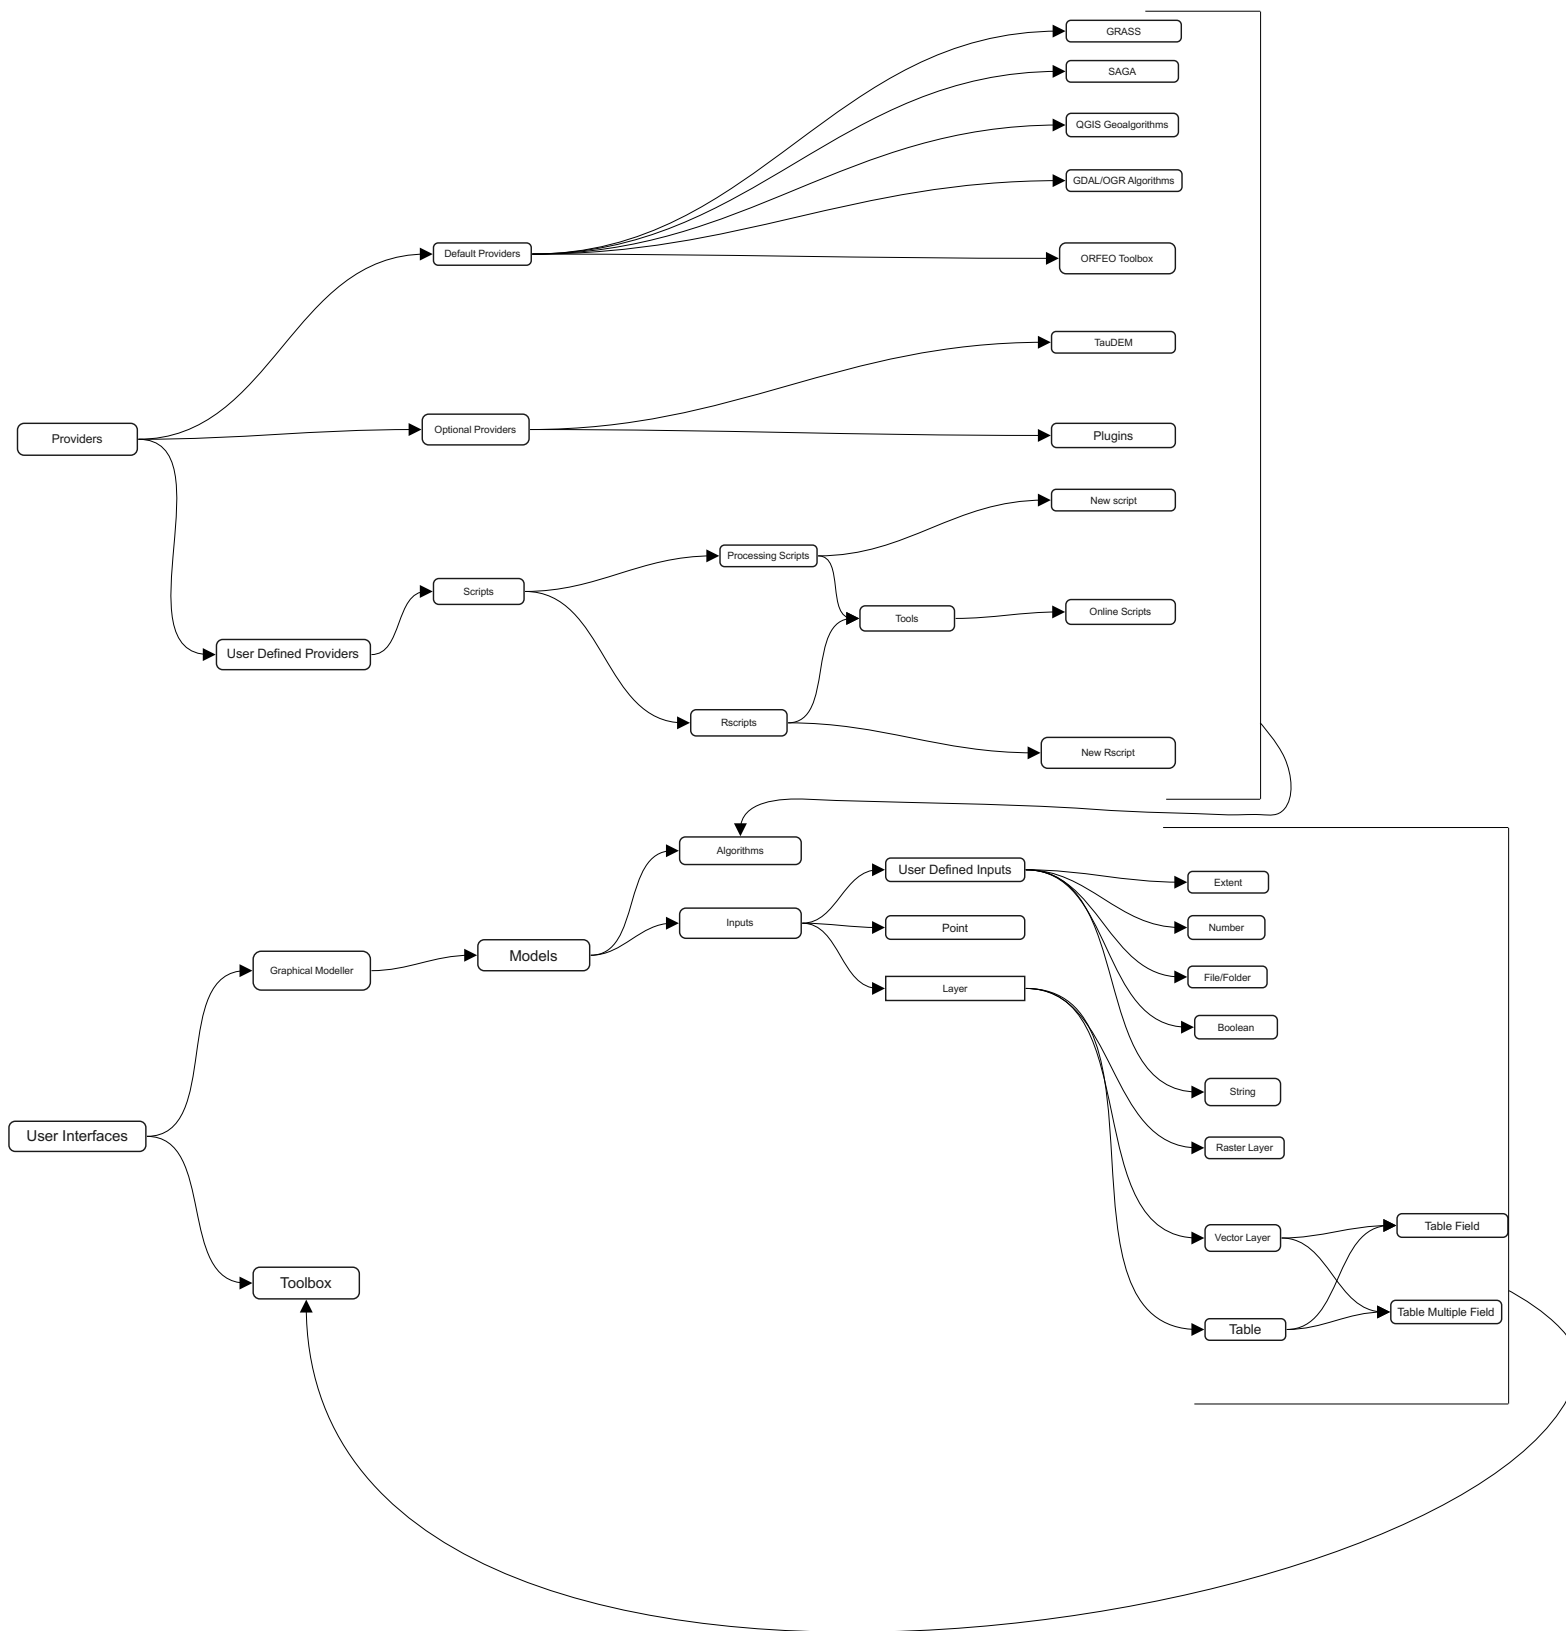 GRASS
SAGA
QGIS Geoalgorithms
GDAL/OGR Algorithms
Default Providers
ORFEO Toolbox
TauDEM
Providers
Optional Providers
Plugins
New script
Processing Scripts
Scripts
Tools
Online Scripts
User Defined Providers
Rscripts
New Rscript
Algorithms
User Defined Inputs
Extent
Inputs
Point
Number
Models
Graphical Modeller
File/Folder
Layer
Boolean
String
User Interfaces
Raster Layer
Vector Layer
Table Field
Toolbox
Table Multiple Field
Table